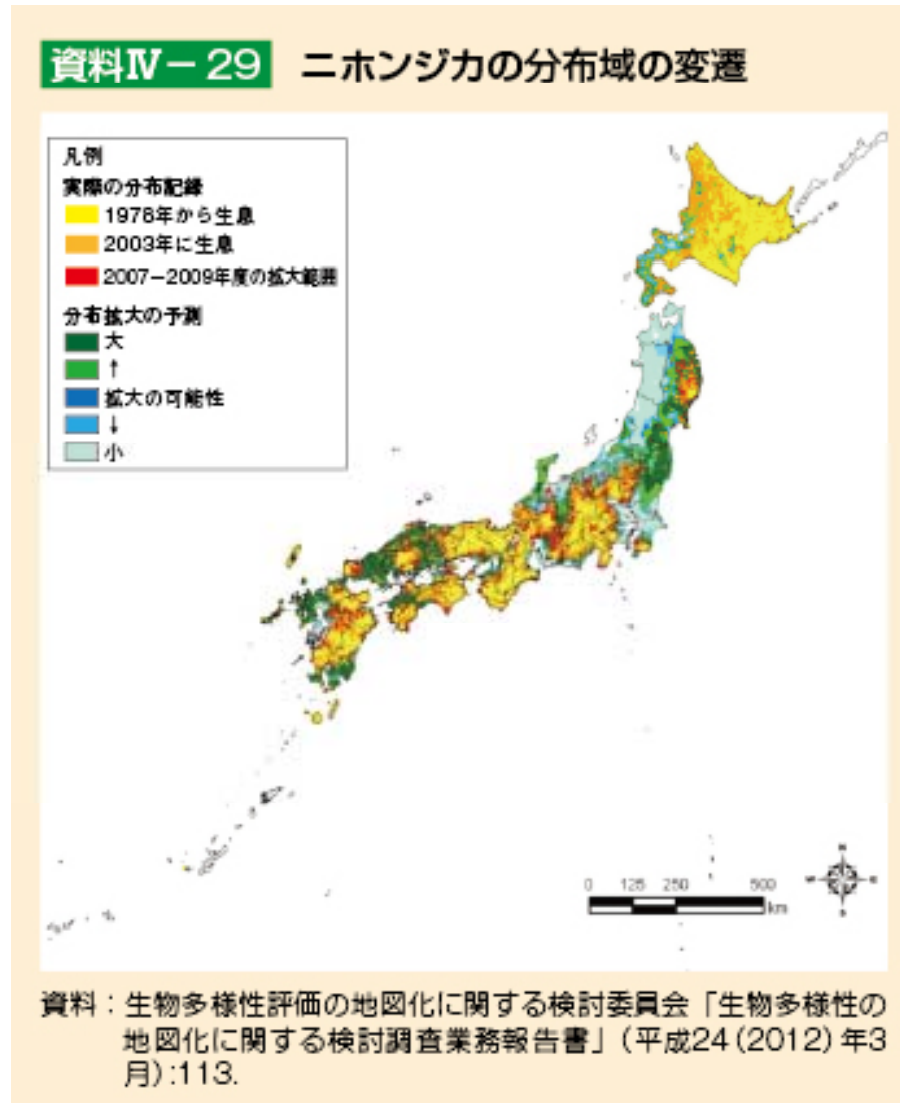 資料Ⅳ-29 ニホンジカの分布域の変遷
凡例
実際の分布記録
1978年から生息
2003年に生息
2007-2009年度の拡大範囲
分布拡大の予測
大
↑
拡大の可能性
↓
小
N
W E
S
0 125 250 500
km
資料：生物多様性評価の地図化に関する検討委員会「生物多様性の
地図化に関する検討調査業務報告書」（平成24（2012）年3
月）:113.